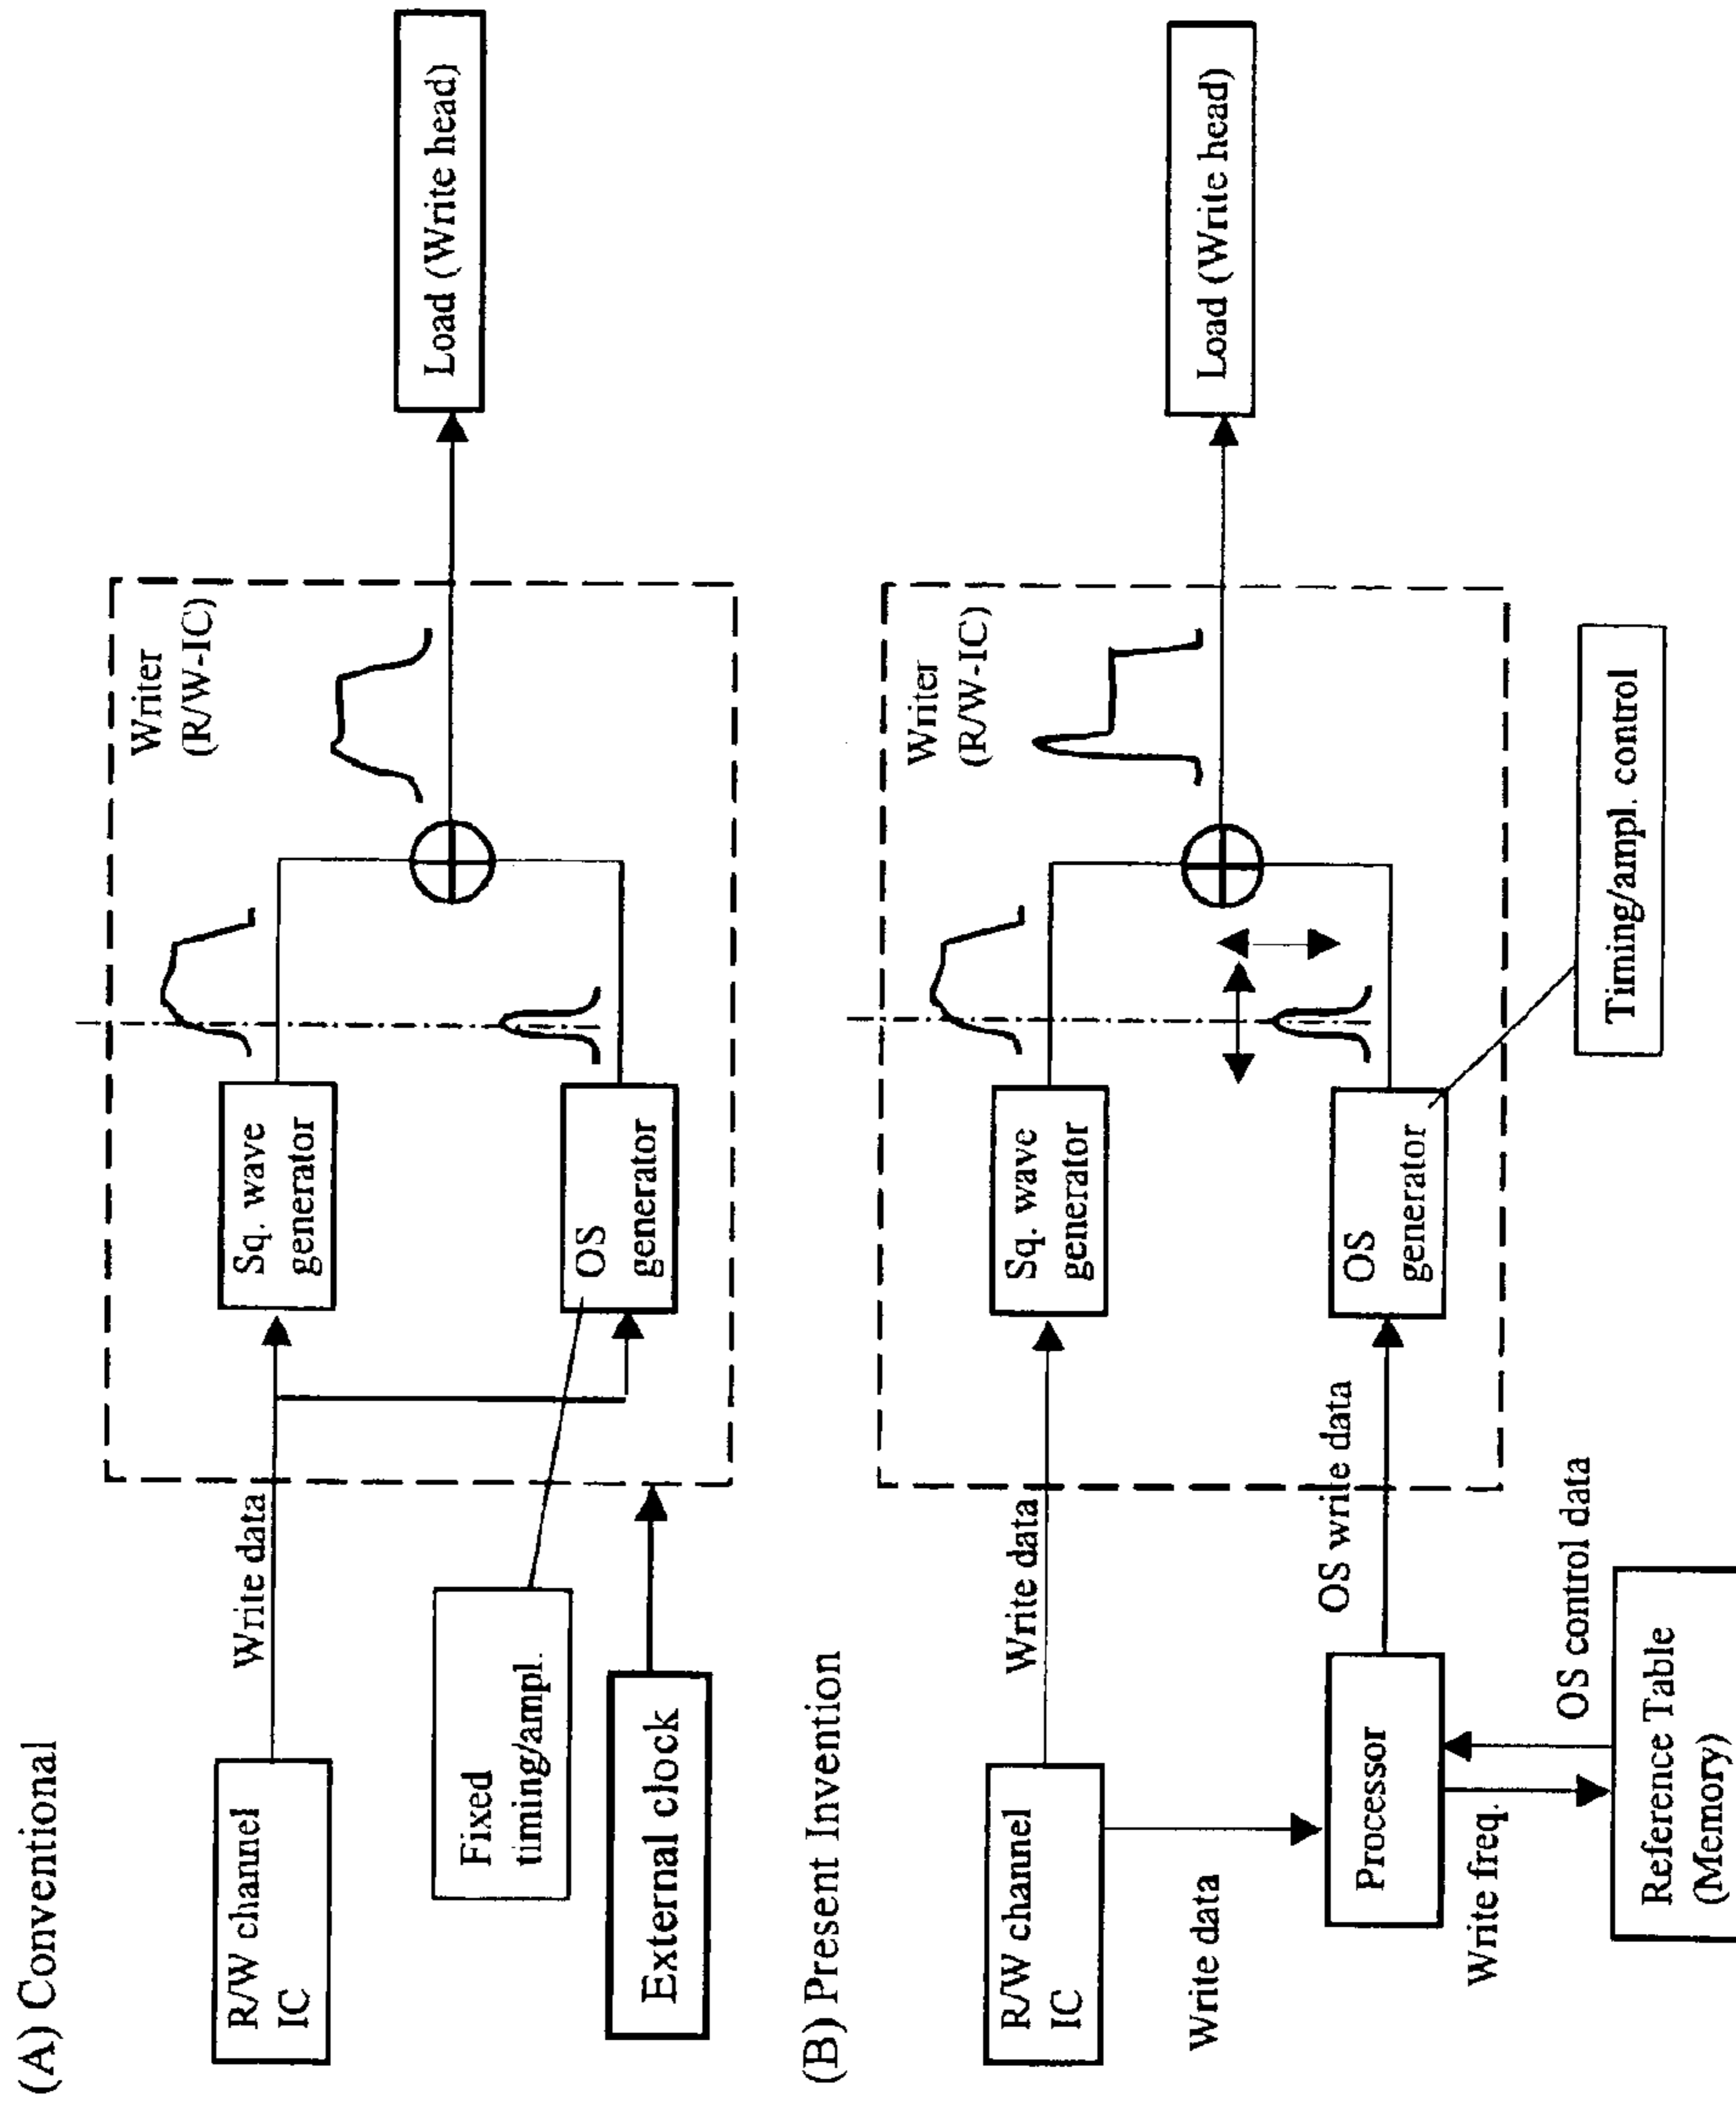 (A) Conventional
R/W channel
IC
Write data
Fixed
timing/ampl.
External clock
Sq. wave
generator
OS
generator
Writer
(R/W-IC)
Load (Write head)
(B) Present Invention
R/W channel
IC
Write data
Write data
Processor
Write freq.
OS control data
Reference Table
(Memory)
OS write data
Sq. wave
generator
OS
generator
Writer
(R/W-IC)
Timing/ampl. control
Load (Write head)